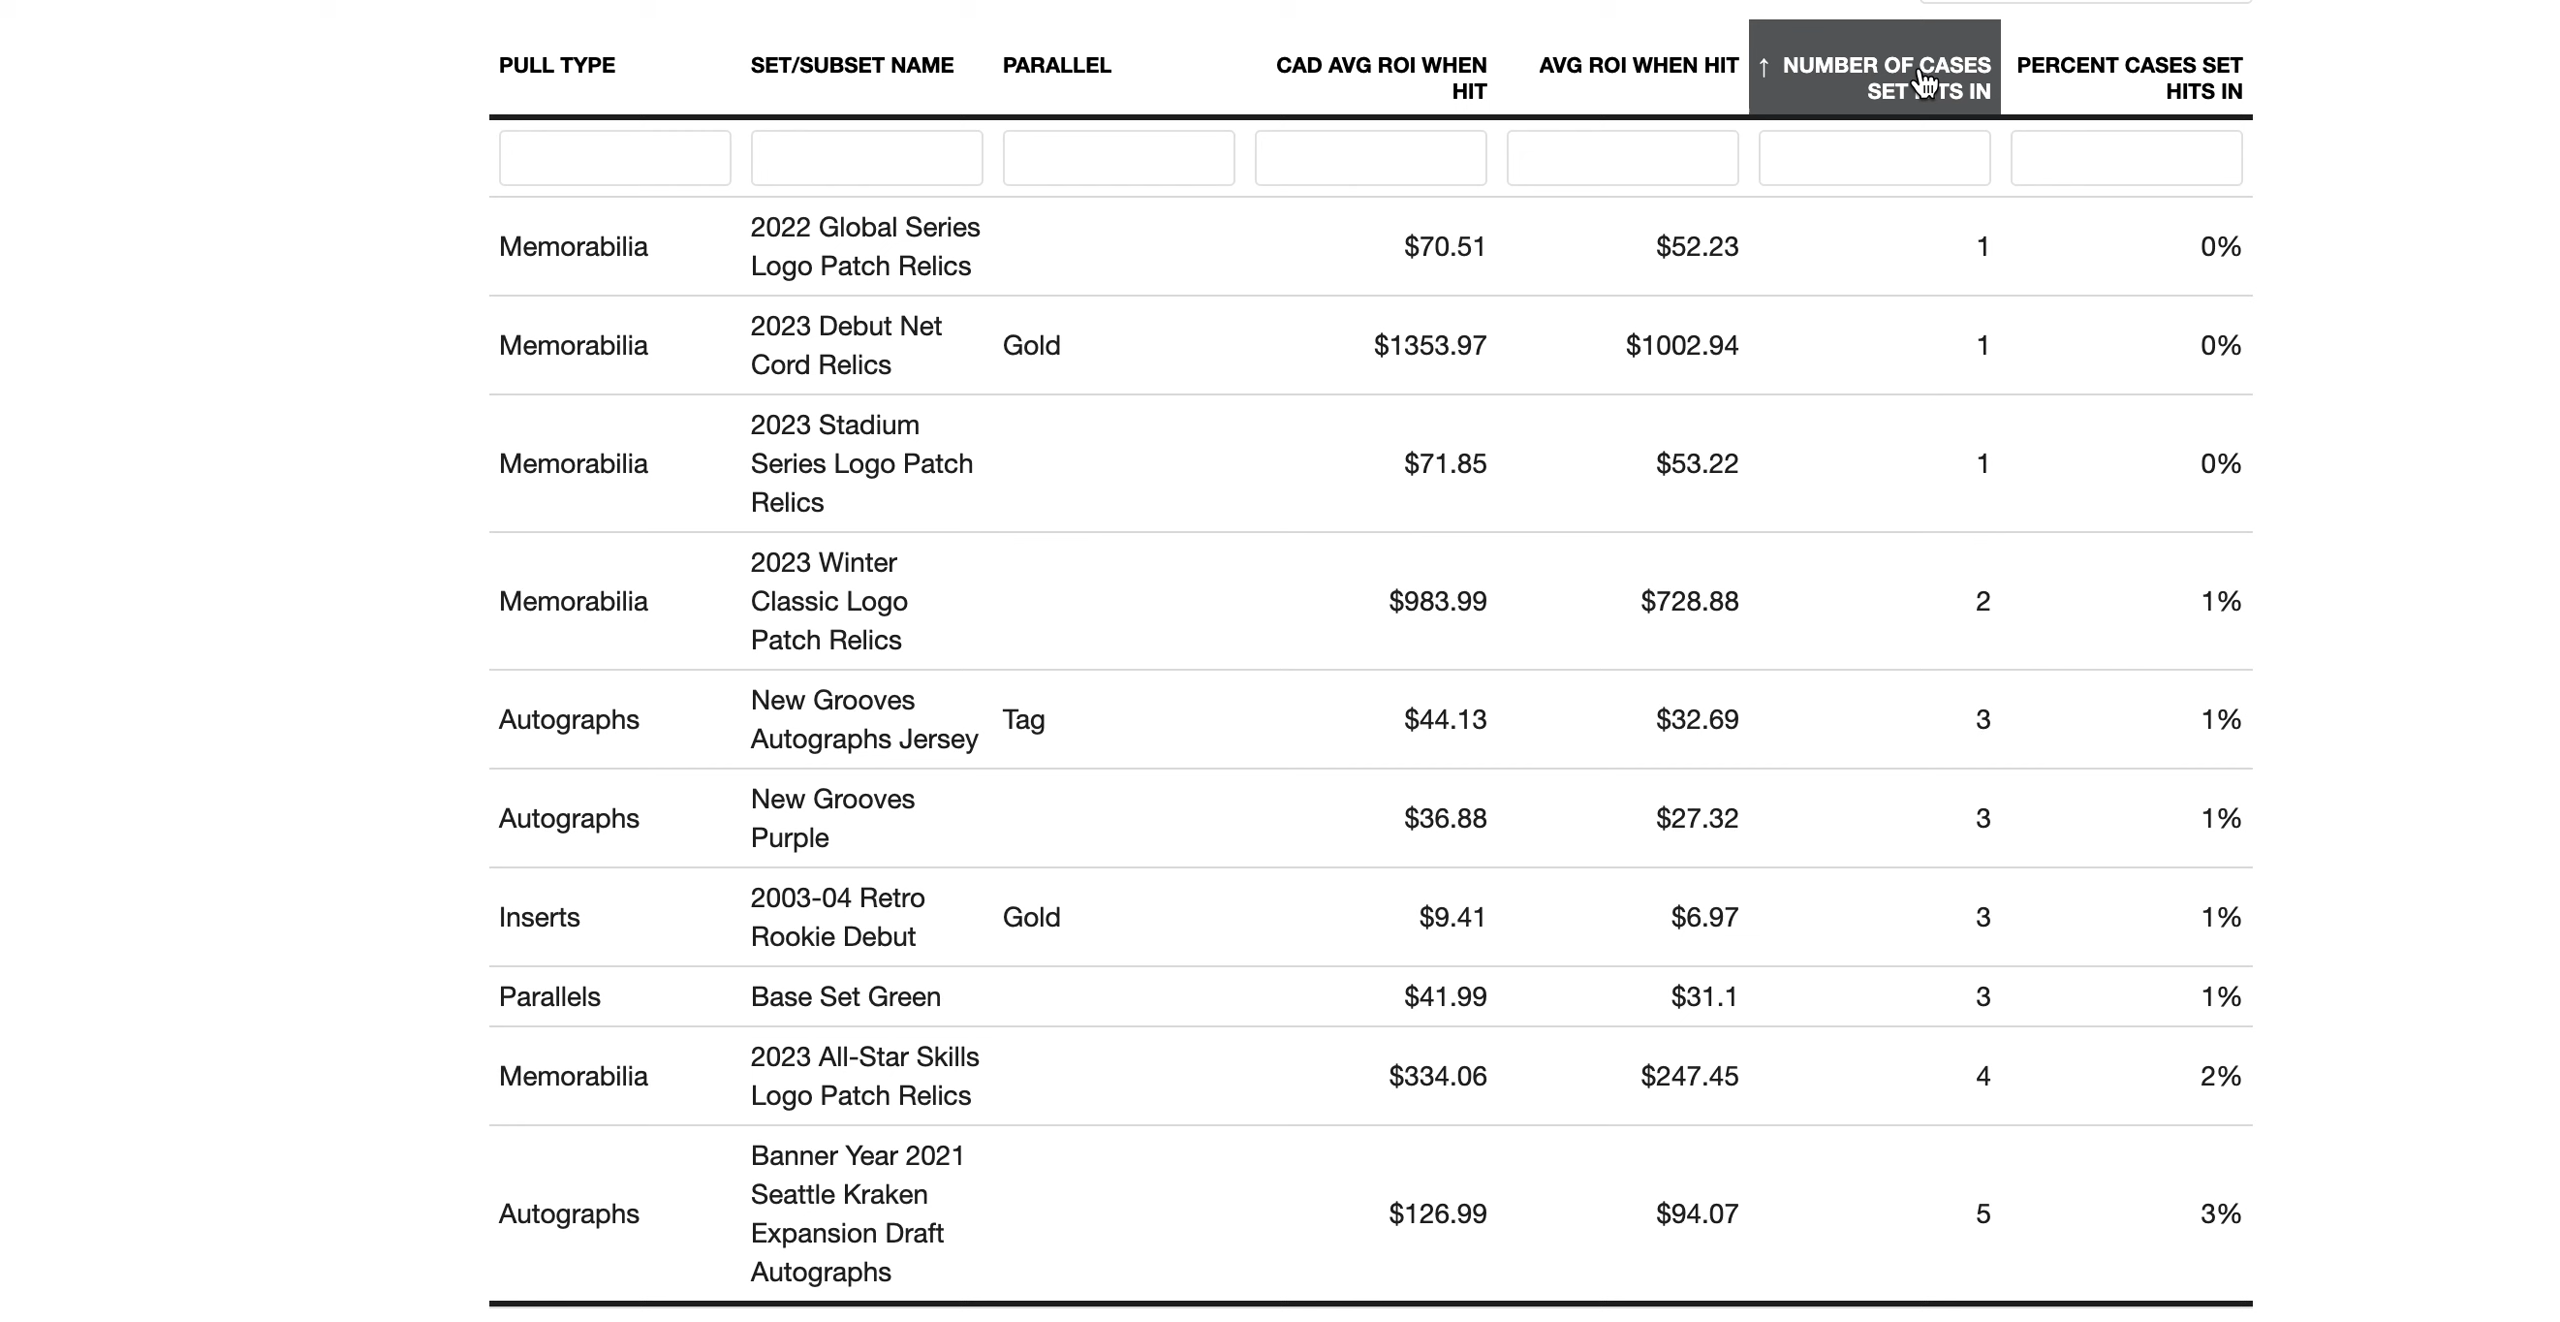 PULL TYPE SET/SUBSET NAME PARALLEL CAD AVG ROI WHEN HIT AVG ROI WHEN HIT ↑ NUMBER OF CASES SET HITS IN PERCENT CASES SET HITS IN
Memorabilia 2022 Global Series Logo Patch Relics $70.51 $52.23 1 0%
Memorabilia 2023 Debut Net Cord Relics Gold $1353.97 $1002.94 1 0%
Memorabilia 2023 Stadium Series Logo Patch Relics $71.85 $53.22 1 0%
Memorabilia 2023 Winter Classic Logo Patch Relics $983.99 $728.88 2 1%
Autographs New Grooves Autographs Jersey Tag $44.13 $32.69 3 1%
Autographs New Grooves Purple $36.88 $27.32 3 1%
Inserts 2003-04 Retro Rookie Debut Gold $9.41 $6.97 3 1%
Parallels Base Set Green $41.99 $31.1 3 1%
Memorabilia 2023 All-Star Skills Logo Patch Relics $334.06 $247.45 4 2%
Autographs Banner Year 2021 Seattle Kraken Expansion Draft Autographs $126.99 $94.07 5 3%